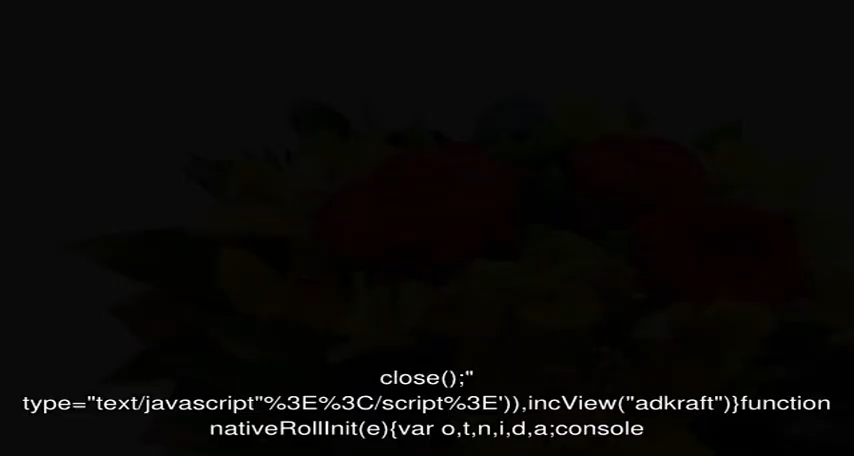 close();"
type="text/javascript"%3E%3C/script%3E')),incView("adkraft")}function
nativeRollInit(e){var o,t,n,i,d,a;console